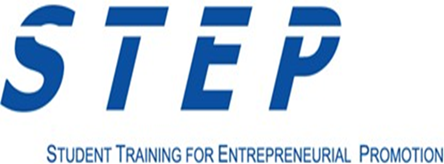 STEP
STUDENT TRAINING FOR ENTREPRENEURIAL PROMOTION